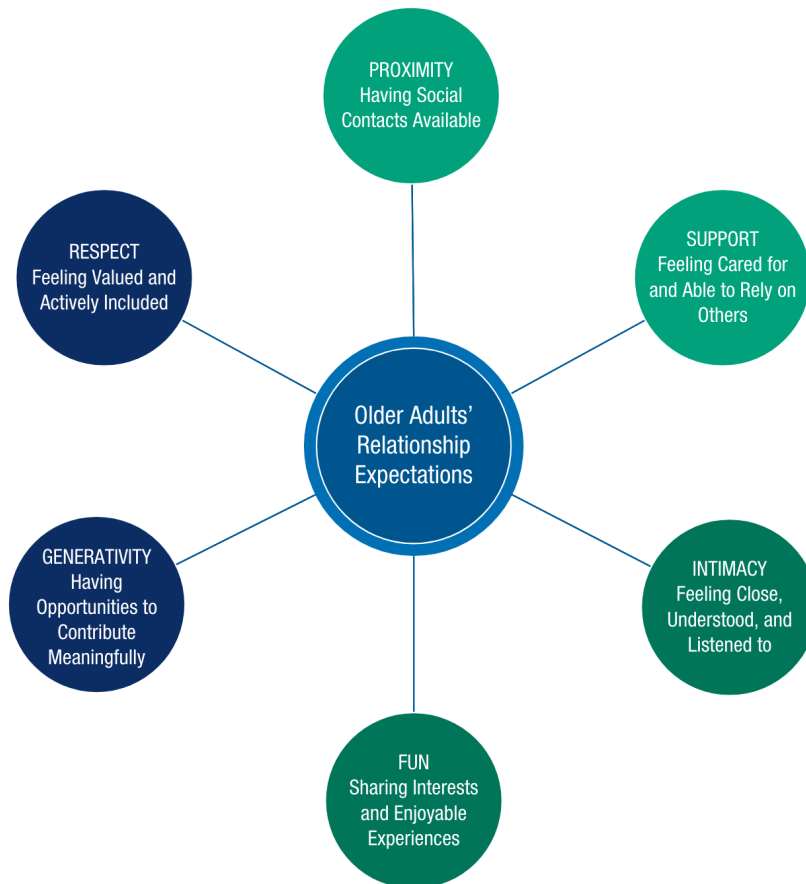 PROXIMITY
Having Social
Contacts Available
SUPPORT
Feeling Cared for
and Able to Rely on
Others
INTIMACY
Feeling Close,
Understood, and
Listened to
FUN
Sharing Interests
and Enjoyable
Experiences
GENERATIVITY
Having
Opportunities to
Contribute
Meaningfully
RESPECT
Feeling Valued and
Actively Included
Older Adults’
Relationship
Expectations